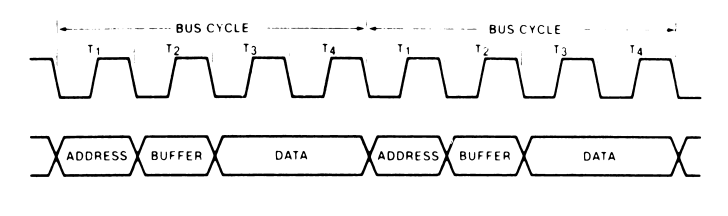 BUS CYCLE BUS CYCLE
T1 T2 T3 T4 T1 T2 T3 T4
ADDRESS BUFFER DATA ADDRESS BUFFER DATA